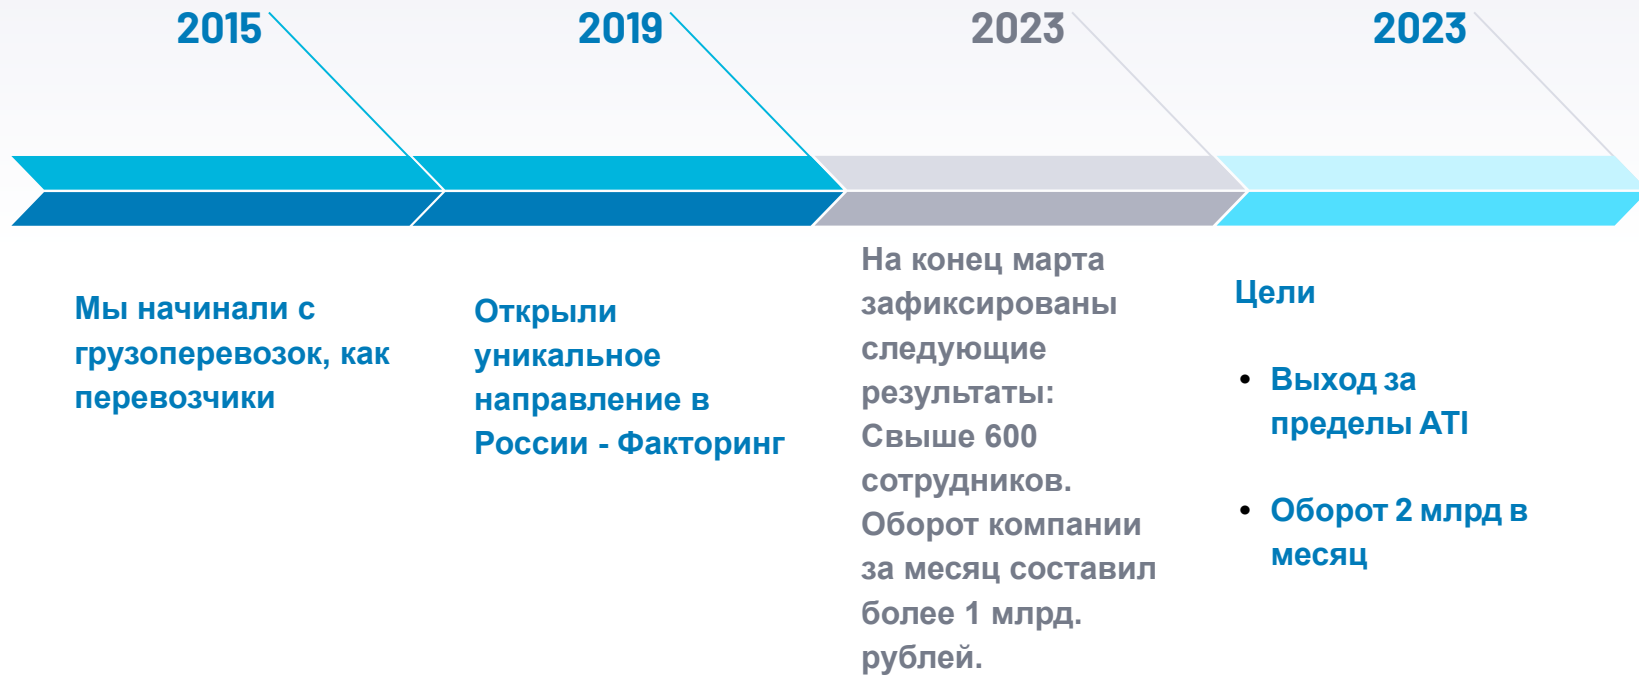 2015
Мы начинали с
грузоперевозок, как
перевозчики
2019
Открыли
уникальное
направление в
России - Факторинг
2023
На конец марта
зафиксированы
следующие
результаты:
Свыше 600
сотрудников.
Оборот компании
за месяц составил
более 1 млрд.
рублей.
2023
Цели
• Выход за
пределы ATI
• Оборот 2 млрд в
месяц